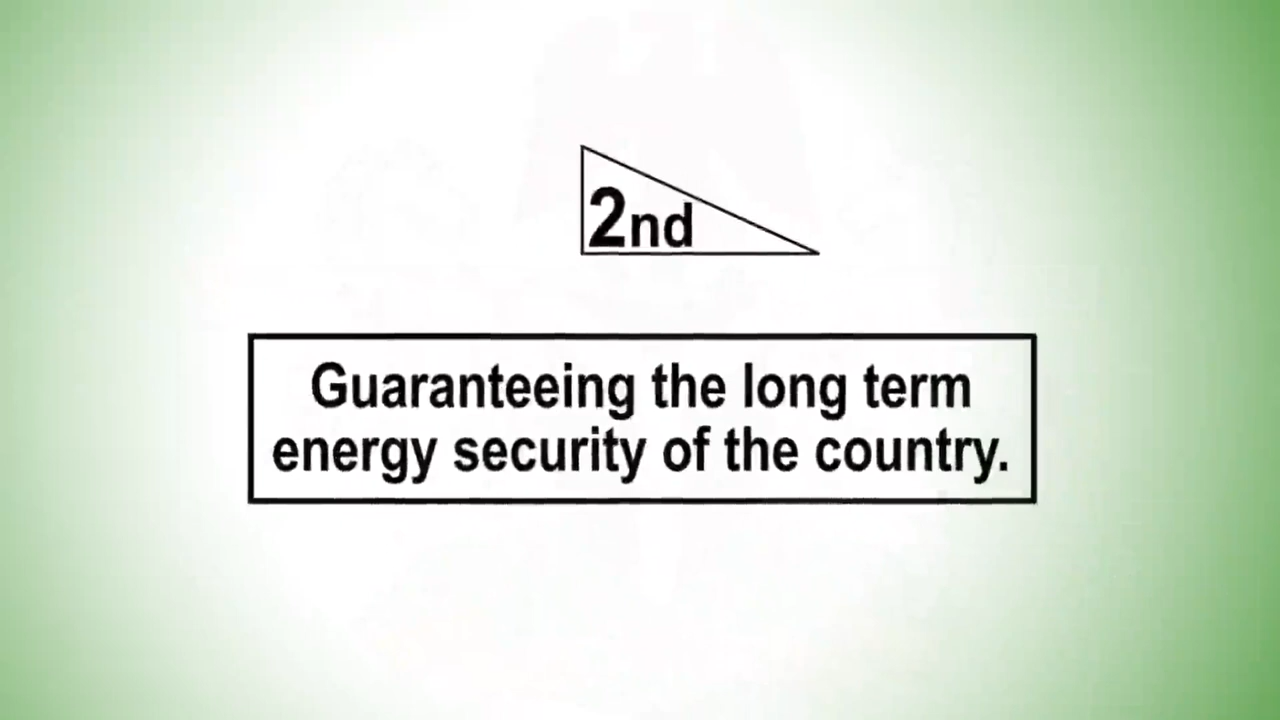 2nd
Guaranteeing the long term
energy security of the country.